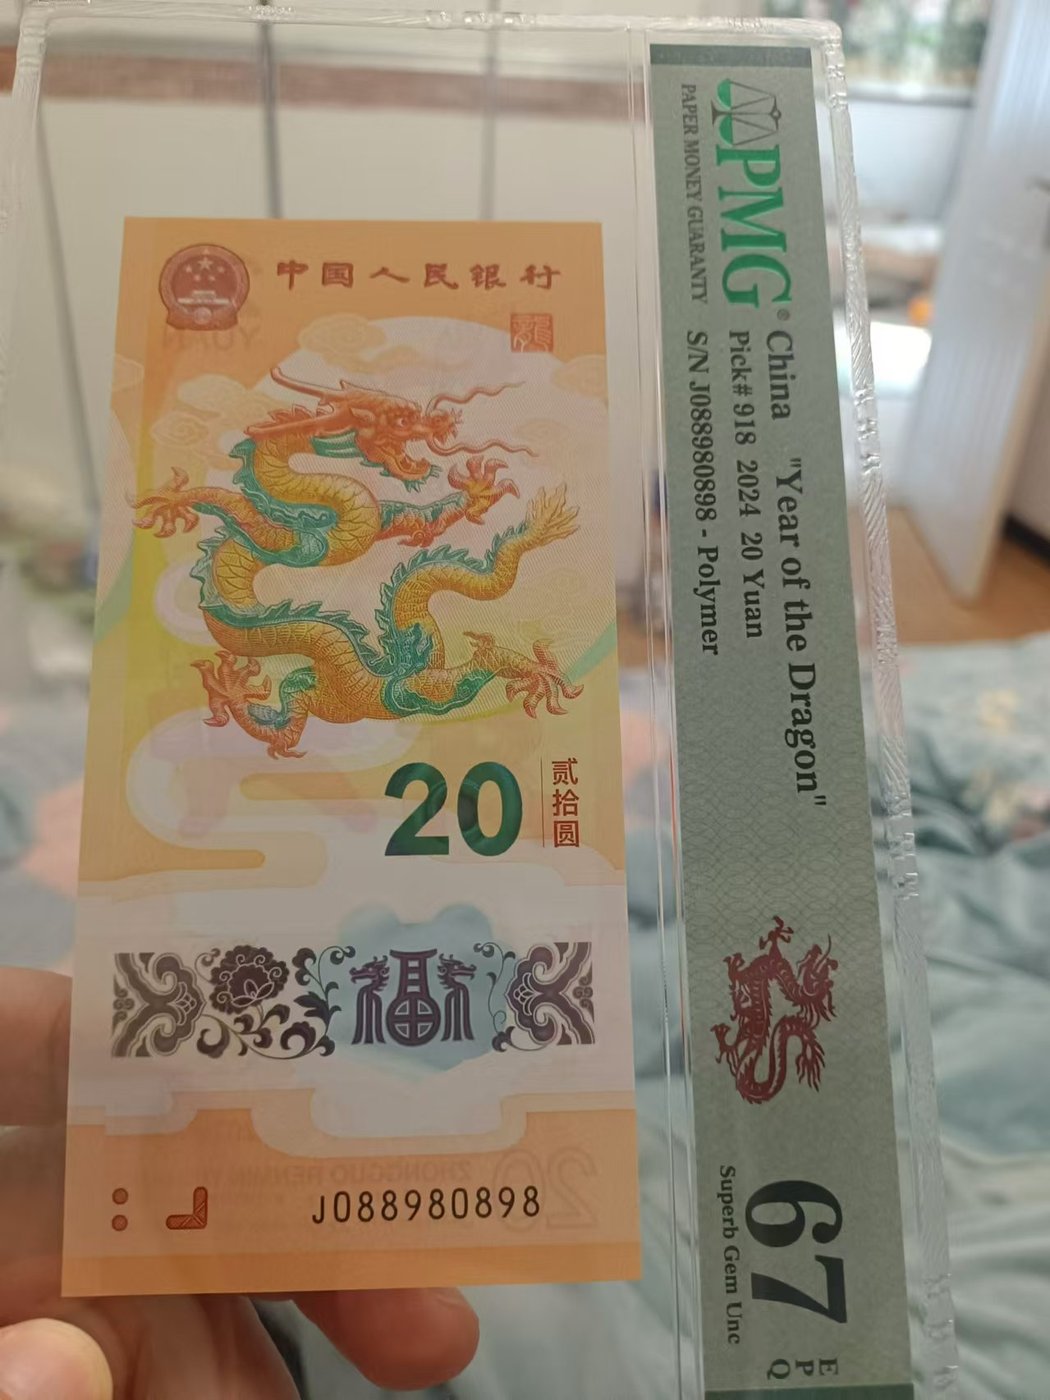 中国人民银行
龍
20
贰拾圆
福
J088980898
PMG®
PAPER MONEY GUARANTY
China "Year of the Dragon"
Pick# 918 2024 20 Yuan
S/N J088980898 - Polymer
67
EPQ
Superb Gem Unc